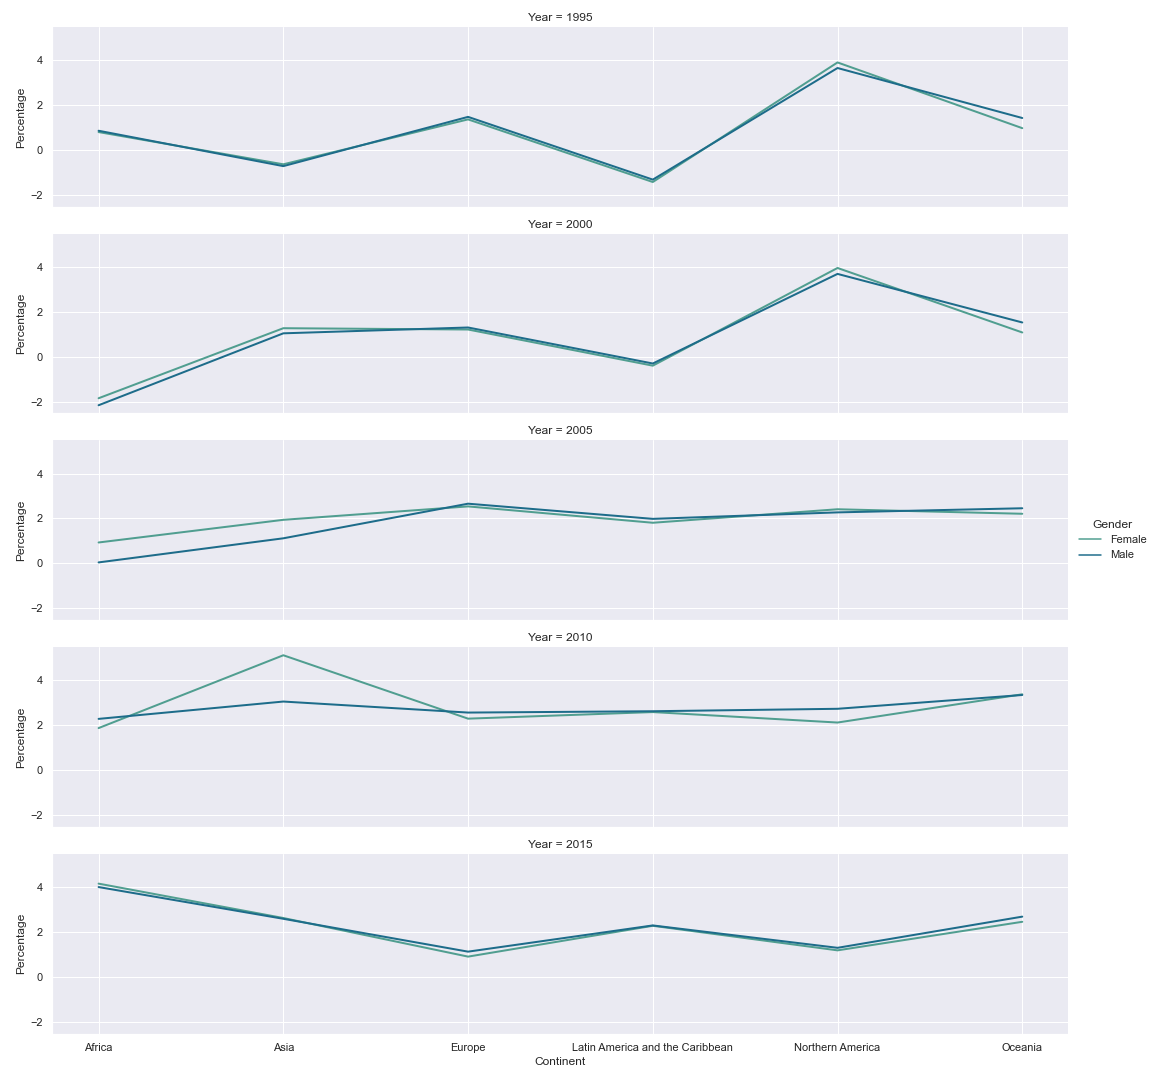 Year = 1995
4
2
0
−2
Percentage
Year = 2000
4
2
0
−2
Percentage
Year = 2005
4
2
0
−2
Percentage
Gender
Female
Male
Year = 2010
4
2
0
−2
Percentage
Year = 2015
4
2
0
−2
Percentage
Africa Asia Europe Latin America and the Caribbean Northern America Oceania
Continent